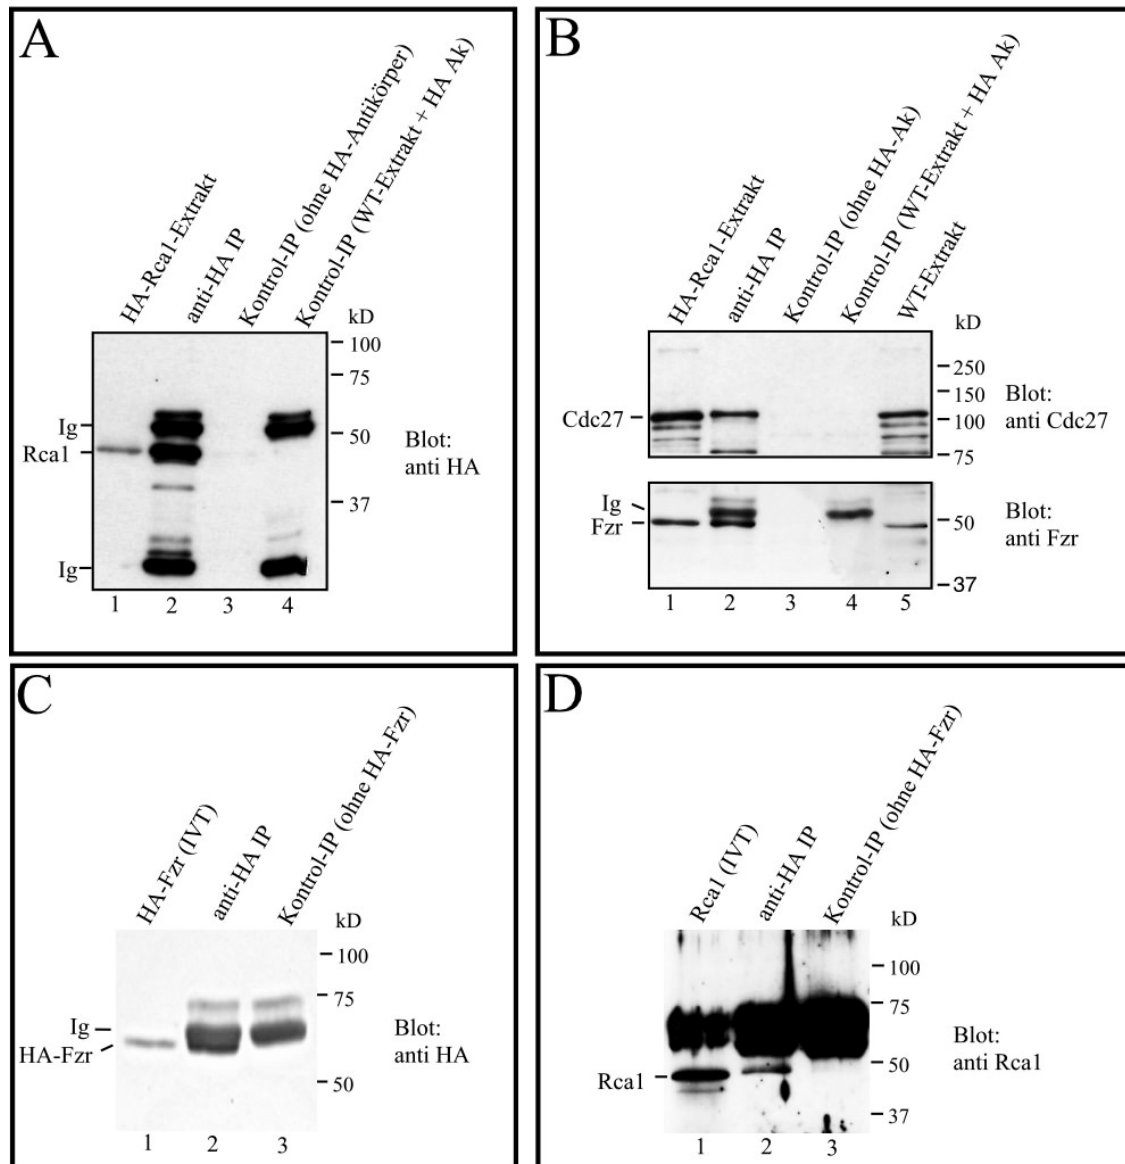 A
HA-Rca1-Extrakt
anti-HA IP
Kontrol-IP (ohne HA-Antikörper)
Kontrol-IP (WT-Extrakt + HA Ak)
kD
100
75
Ig
50
Rca1
Blot:
anti HA
37
Ig
1 2 3 4
B
HA-Rca1-Extrakt
anti-HA IP
Kontrol-IP (ohne HA-Ak)
Kontrol-IP (WT-Extrakt + HA Ak)
WT-Extrakt
kD
250
150
Cdc27
100
75
Blot:
anti Cdc27
Ig
Fzr
50
Blot:
anti Fzr
37
1 2 3 4 5
C
HA-Fzr (IVT)
anti-HA IP
Kontrol-IP (ohne HA-Fzr)
kD
100
75
Ig
HA-Fzr
Blot:
anti HA
50
1 2 3
D
Rca1 (IVT)
anti-HA IP
Kontrol-IP (ohne HA-Fzr)
kD
100
75
Blot:
anti Rca1
50
Rca1
37
1 2 3